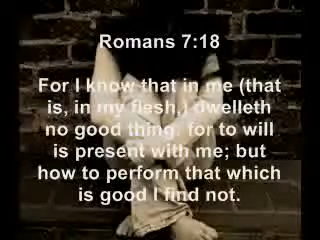 Romans 7:18
For I know that in me (that
is, in my flesh,) dwelleth
no good thing: for to will
is present with me; but
how to perform that which
is good I find not.